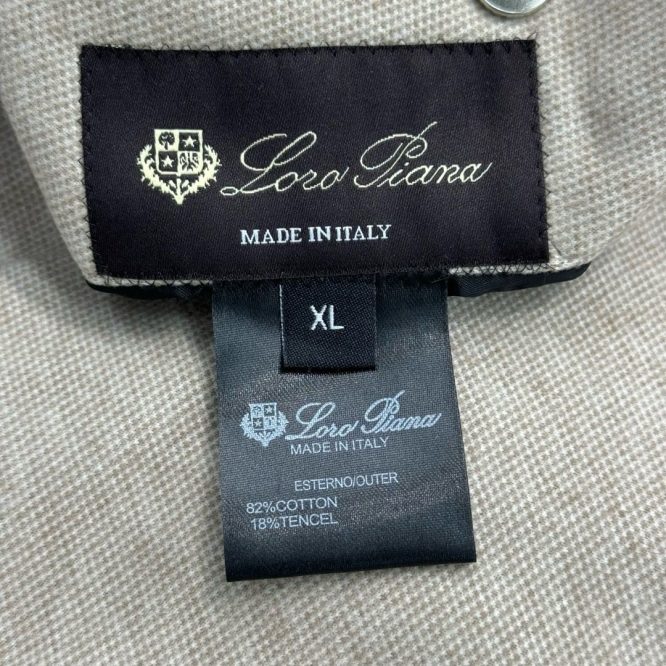 Loro Piana
MADE IN ITALY
XL
Loro Piana
MADE IN ITALY
ESTERNO/OUTER
82%COTTON
18%TENCEL